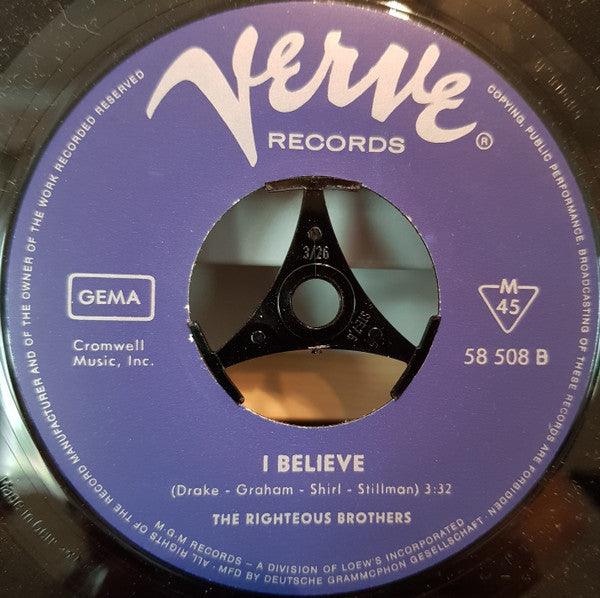 Verve
RECORDS
®
GEMA
Cromwell
Music, Inc.
M
45
58 508 B
3/26
I BELIEVE
(Drake - Graham - Shirl - Stillman) 3:32
THE RIGHTEOUS BROTHERS
M-G-M RECORDS – A DIVISION OF LOEW'S INCORPORATED
· MFD BY DEUTSCHE GRAMMOPHON GESELLSCHAFT ·
ALL RIGHTS OF THE RECORD MANUFACTURER AND OF THE OWNER OF THE WORK RECORDED RESERVED
COPYING, PUBLIC PERFORMANCE, BROADCASTING OF THESE RECORDS ARE FORBIDDEN